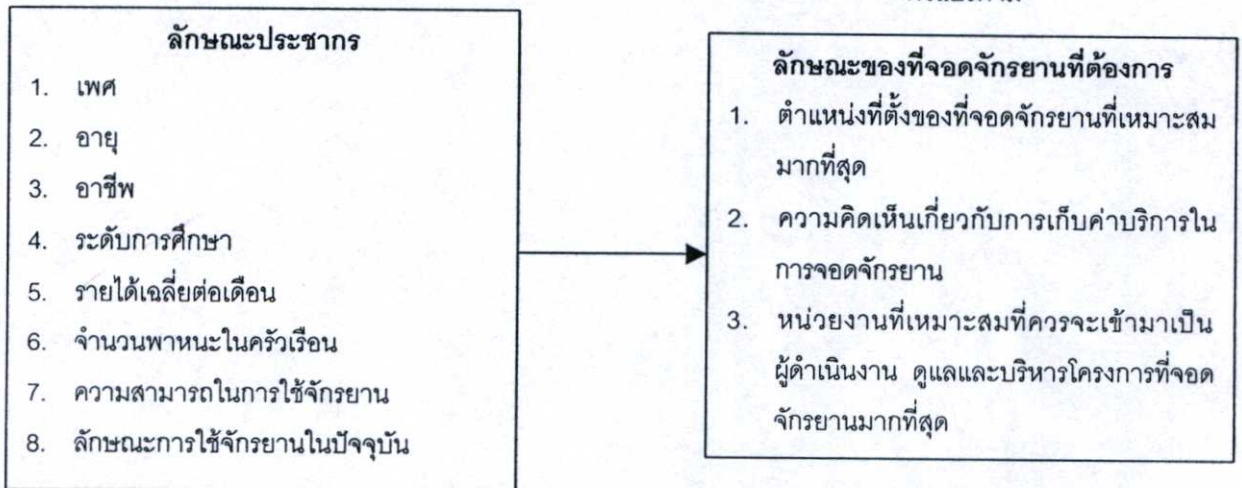 ลักษณะประชากร
1. เพศ
2. อายุ
3. อาชีพ
4. ระดับการศึกษา
5. รายได้เฉลี่ยต่อเดือน
6. จำนวนพาหนะในครัวเรือน
7. ความสามารถในการใช้จักรยาน
8. ลักษณะการใช้จักรยานในปัจจุบัน
ลักษณะของที่จอดจักรยานที่ต้องการ
1. ตำแหน่งที่ตั้งของที่จอดจักรยานที่เหมาะสม
มากที่สุด
2. ความคิดเห็นเกี่ยวกับการเก็บค่าบริการใน
การจอดจักรยาน
3. หน่วยงานที่เหมาะสมที่ควรจะเข้ามาเป็น
ผู้ดำเนินงาน ดูแลและบริหารโครงการที่จอด
จักรยานมากที่สุด